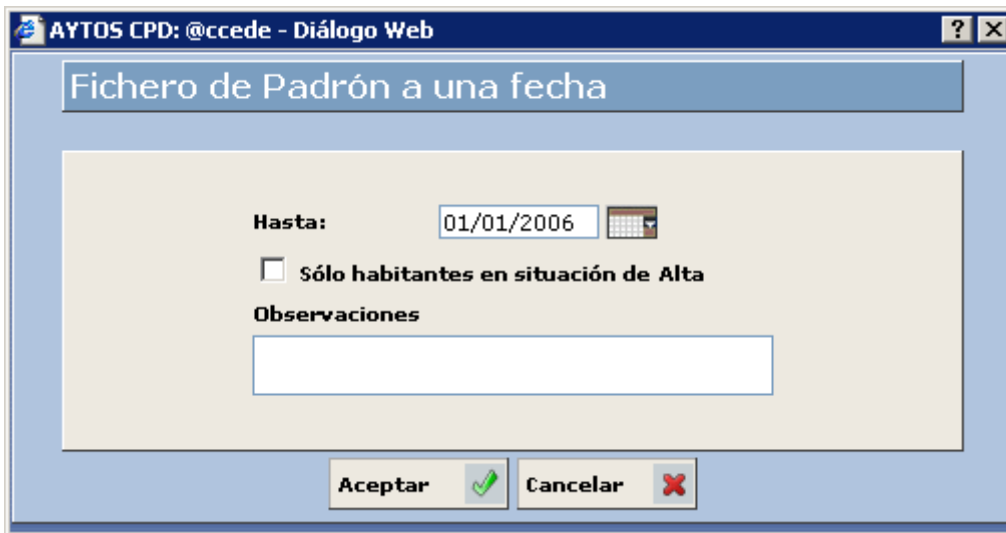 AYTOS CPD: @ccede - Diálogo Web
Fichero de Padrón a una fecha
Hasta: 01/01/2006
Sólo habitantes en situación de Alta
Observaciones
Aceptar Cancelar